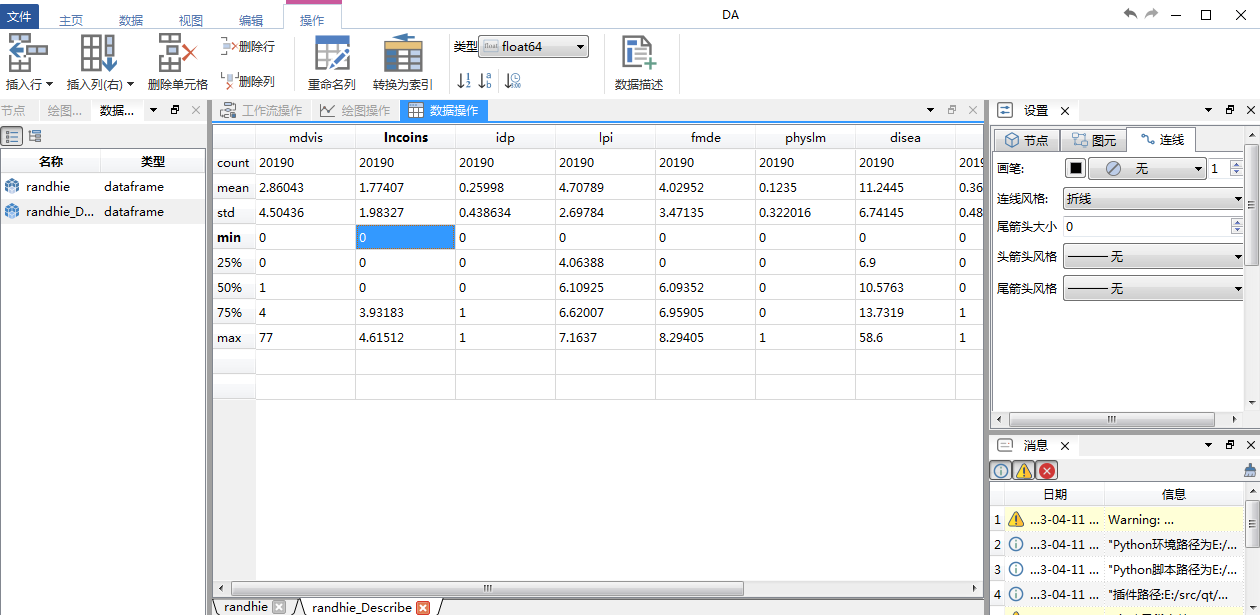 DA
文件 主页 数据 视图 编辑 操作
插入行 插入列(右) 删除单元格 删除行 删除列 重命名列 转换为索引 类型 float64 数据描述
节点 绘图... 数据... 工作流操作 绘图操作 数据操作 设置
名称 类型
randhie dataframe
randhie_D... dataframe
mdvis lncoins idp lpi fmde physlm disea
count 20190 20190 20190 20190 20190 20190 20190 2019
mean 2.86043 1.77407 0.25998 4.70789 4.02952 0.1235 11.2445 0.36
std 4.50436 1.98327 0.438634 2.69784 3.47135 0.322016 6.74145 0.48
min 0 0 0 0 0 0 0 0
25% 0 0 0 4.06388 0 0 6.9 0
50% 1 0 0 6.10925 6.09352 0 10.5763 0
75% 4 3.93183 1 6.62007 6.95905 0 13.7319 1
max 77 4.61512 1 7.1637 8.29405 1 58.6 1
randhie randhie_Describe
节点 图元 连线
画笔: 无 1
连线风格: 折线
尾箭头大小 0
头箭头风格 无
尾箭头风格 无
消息
日期 信息
1 ...3-04-11 ... Warning: ...
2 ...3-04-11 ... "Python环境路径为E:/...
3 ...3-04-11 ... "Python脚本路径为E:/...
4 ...3-04-11 ... "插件路径:E:/src/qt/...